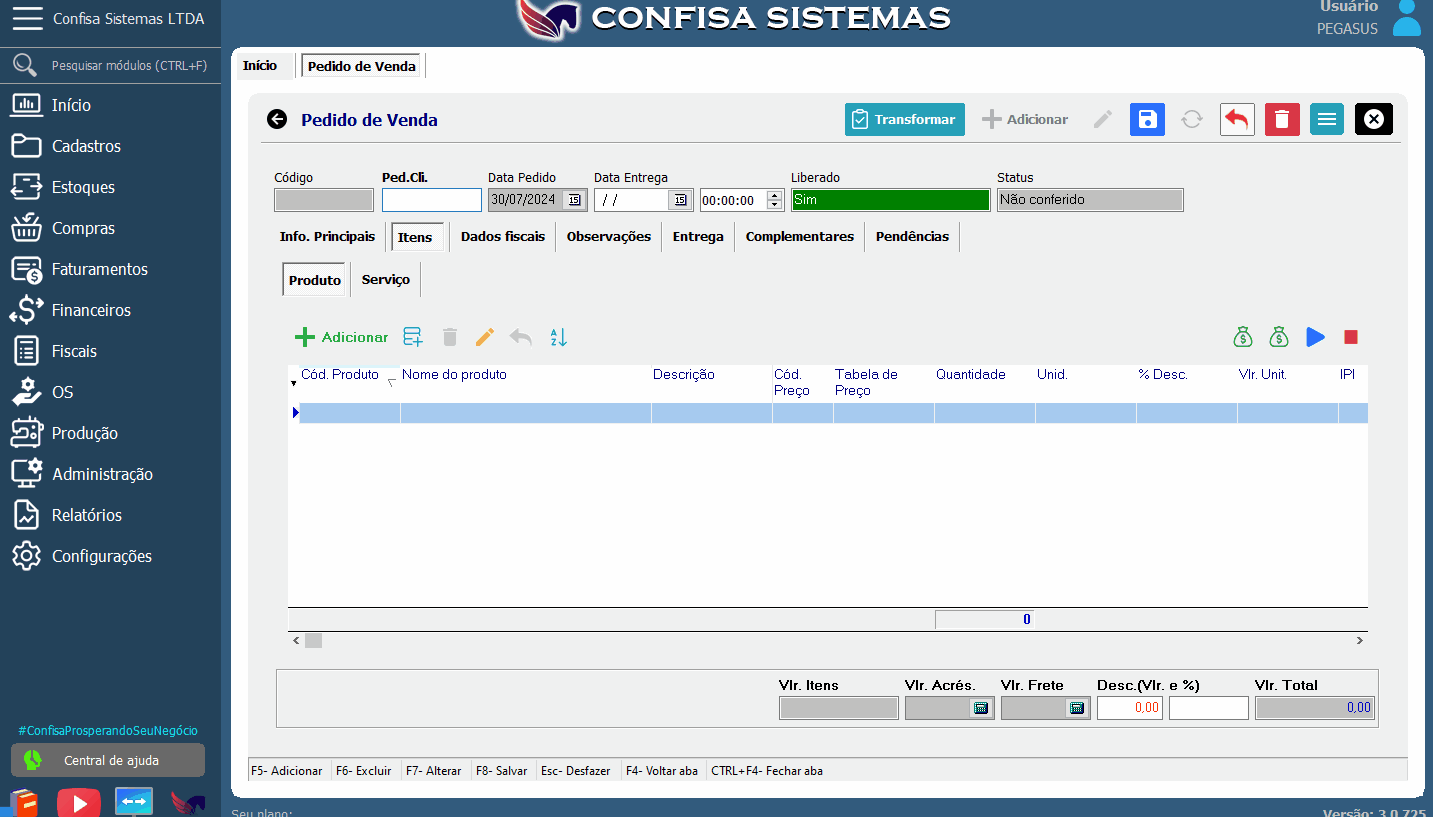 Confisa Sistemas LTDA
CONFISA SISTEMAS
Usuário
PEGASUS
Pesquisar módulos (CTRL+F)
Início
Cadastros
Estoques
Compras
Faturamentos
Financeiros
Fiscais
OS
Produção
Administração
Relatórios
Configurações
#ConfisaProsperandoSeuNegócio
Central de ajuda
Início
Pedido de Venda
Pedido de Venda
Transformar
Adicionar
Código
Ped.Cli.
Data Pedido
Data Entrega
Liberado
Status
30/07/2024
15
/ /
15
00:00:00
Sim
Não conferido
Info. Principais
Itens
Dados fiscais
Observações
Entrega
Complementares
Pendências
Produto
Serviço
Adicionar
Cód. Produto
Nome do produto
Descrição
Cód. Preço
Tabela de Preço
Quantidade
Unid.
% Desc.
Vlr. Unit.
IPI
0
Vlr. Itens
Vlr. Acrés.
Vlr. Frete
Desc.(Vlr. e %)
Vlr. Total
0,00
0,00
F5- Adicionar
F6- Excluir
F7- Alterar
F8- Salvar
Esc- Desfazer
F4- Voltar aba
CTRL+F4- Fechar aba
Seu plano:
Versão: 3.0.725